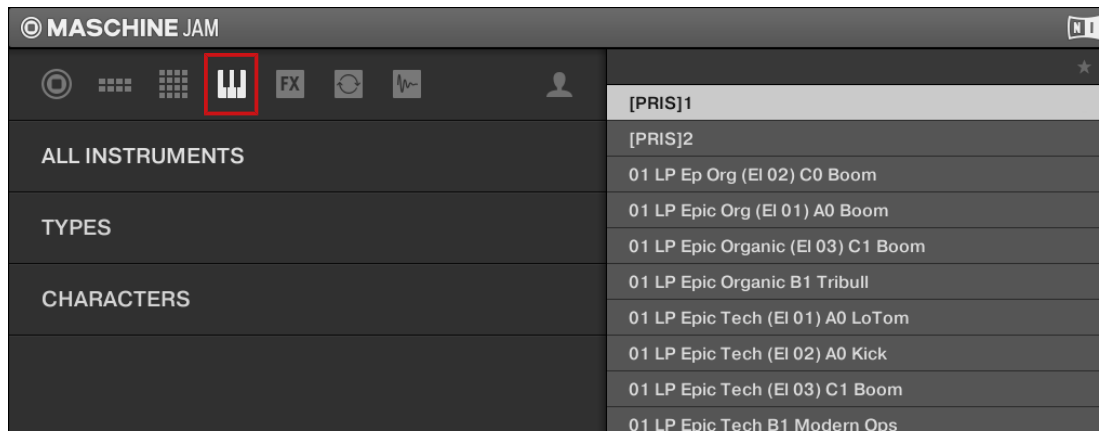 MASCHINE JAM
NI
FX
ALL INSTRUMENTS
TYPES
CHARACTERS
[PRIS]1
[PRIS]2
01 LP Ep Org (El 02) C0 Boom
01 LP Epic Org (El 01) A0 Boom
01 LP Epic Organic (El 03) C1 Boom
01 LP Epic Organic B1 Tribull
01 LP Epic Tech (El 01) A0 LoTom
01 LP Epic Tech (El 02) A0 Kick
01 LP Epic Tech (El 03) C1 Boom
01 LP Epic Tech B1 Modern Ops